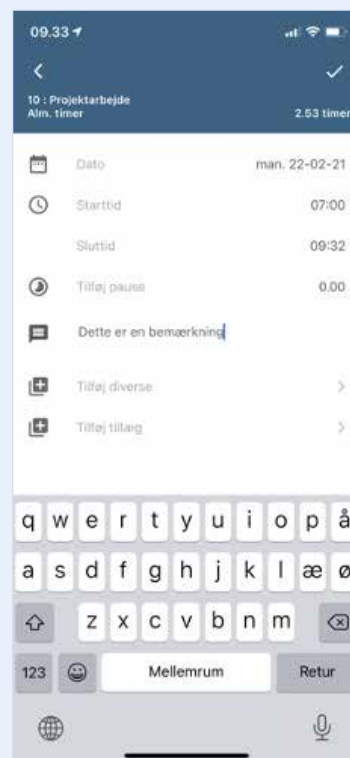 09.33
10 : Projektarbejde
Alm. timer 2.53 timer
Dato man. 22-02-21
Starttid 07:00
Sluttid 09:32
Tilføj pause 0.00
Dette er en bemærkning
Tilføj diverse
Tilføj tillæg
q w e r t y u i o p å
a s d f g h j k l æ ø
z x c v b n m
123 Mellemrum Retur